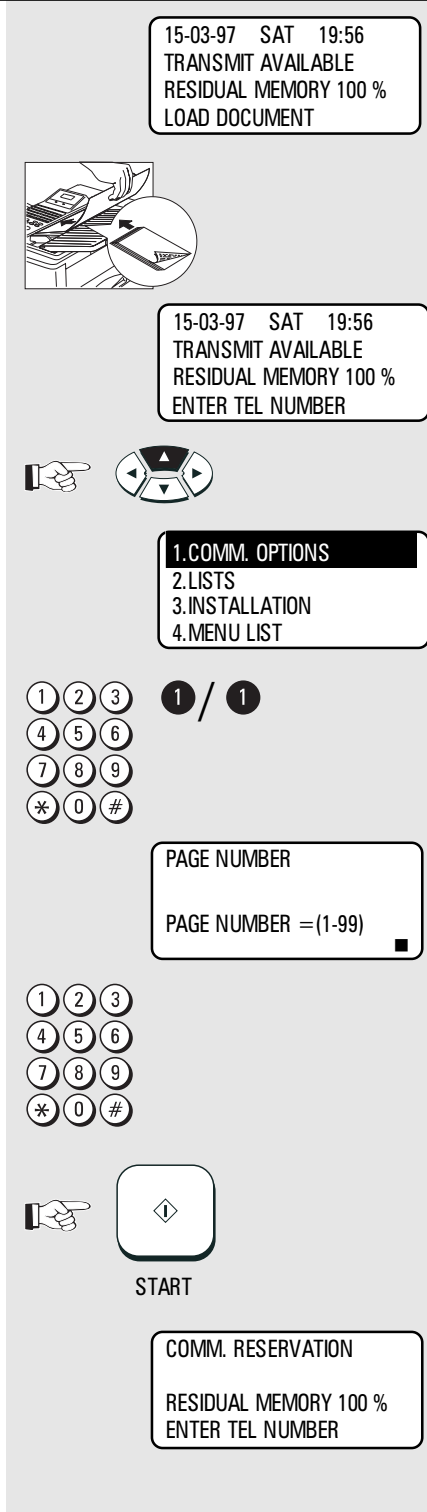 15-03-97 SAT 19:56
TRANSMIT AVAILABLE
RESIDUAL MEMORY 100 %
LOAD DOCUMENT
15-03-97 SAT 19:56
TRANSMIT AVAILABLE
RESIDUAL MEMORY 100 %
ENTER TEL NUMBER
1.COMM. OPTIONS
2.LISTS
3.INSTALLATION
4.MENU LIST
1 2 3 1 / 1
4 5 6
7 8 9
* 0 #
PAGE NUMBER
PAGE NUMBER =(1-99)
1 2 3
4 5 6
7 8 9
* 0 #
START
COMM. RESERVATION
RESIDUAL MEMORY 100 %
ENTER TEL NUMBER